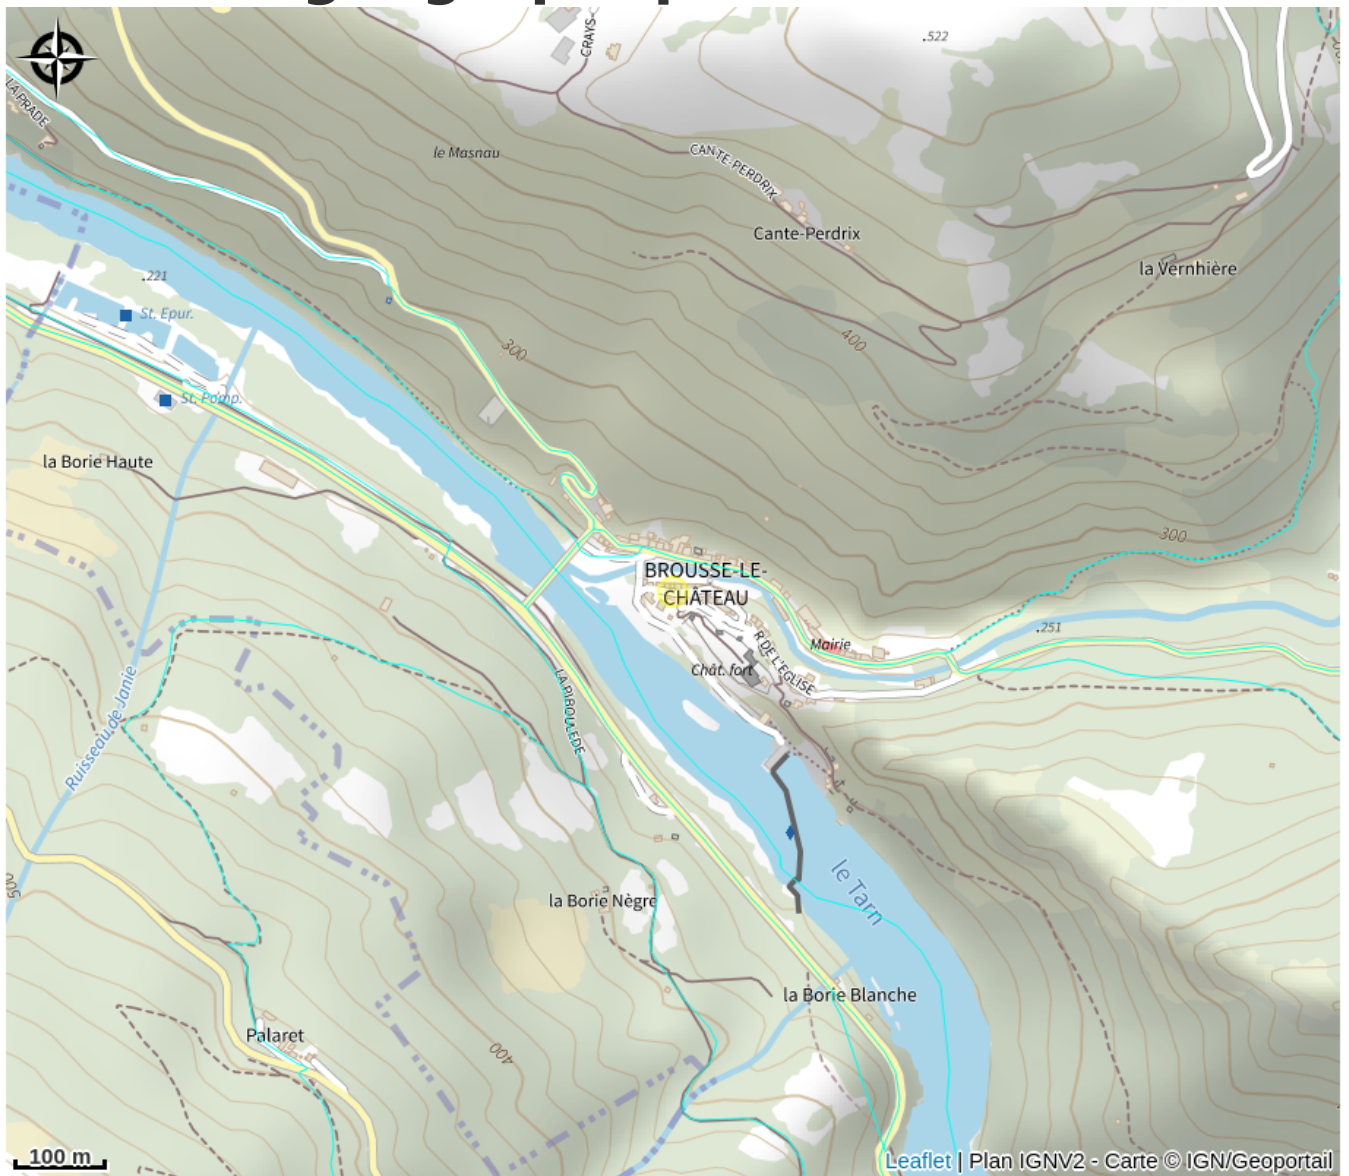 CRAYS-
.522
LA PRADE
le Masnau
CANTE-PERDRIX
Cante-Perdrix
la Vernhière
.221
St. Epur.
300
400
St. Pomp.
la Borie Haute
300
BROUSSE-LE-
CHÂTEAU
.251
Mairie
R DE L'EGLISE
Chât. fort
LA PIBOULEDE
Ruisseau de Janie
le Tarn
500
la Borie Nègre
la Borie Blanche
Palaret
400
100 m
Leaflet | Plan IGNV2 - Carte © IGN/Geoportail